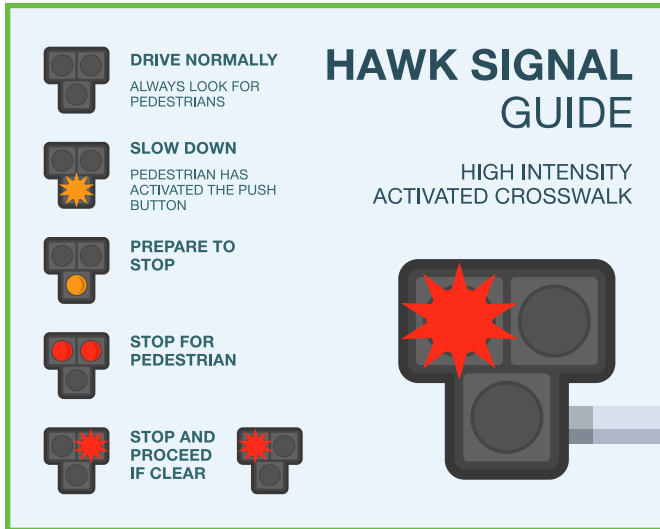 HAWK SIGNAL
GUIDE
HIGH INTENSITY
ACTIVATED CROSSWALK
DRIVE NORMALLY
ALWAYS LOOK FOR
PEDESTRIANS
SLOW DOWN
PEDESTRIAN HAS
ACTIVATED THE PUSH
BUTTON
PREPARE TO
STOP
STOP FOR
PEDESTRIAN
STOP AND
PROCEED
IF CLEAR